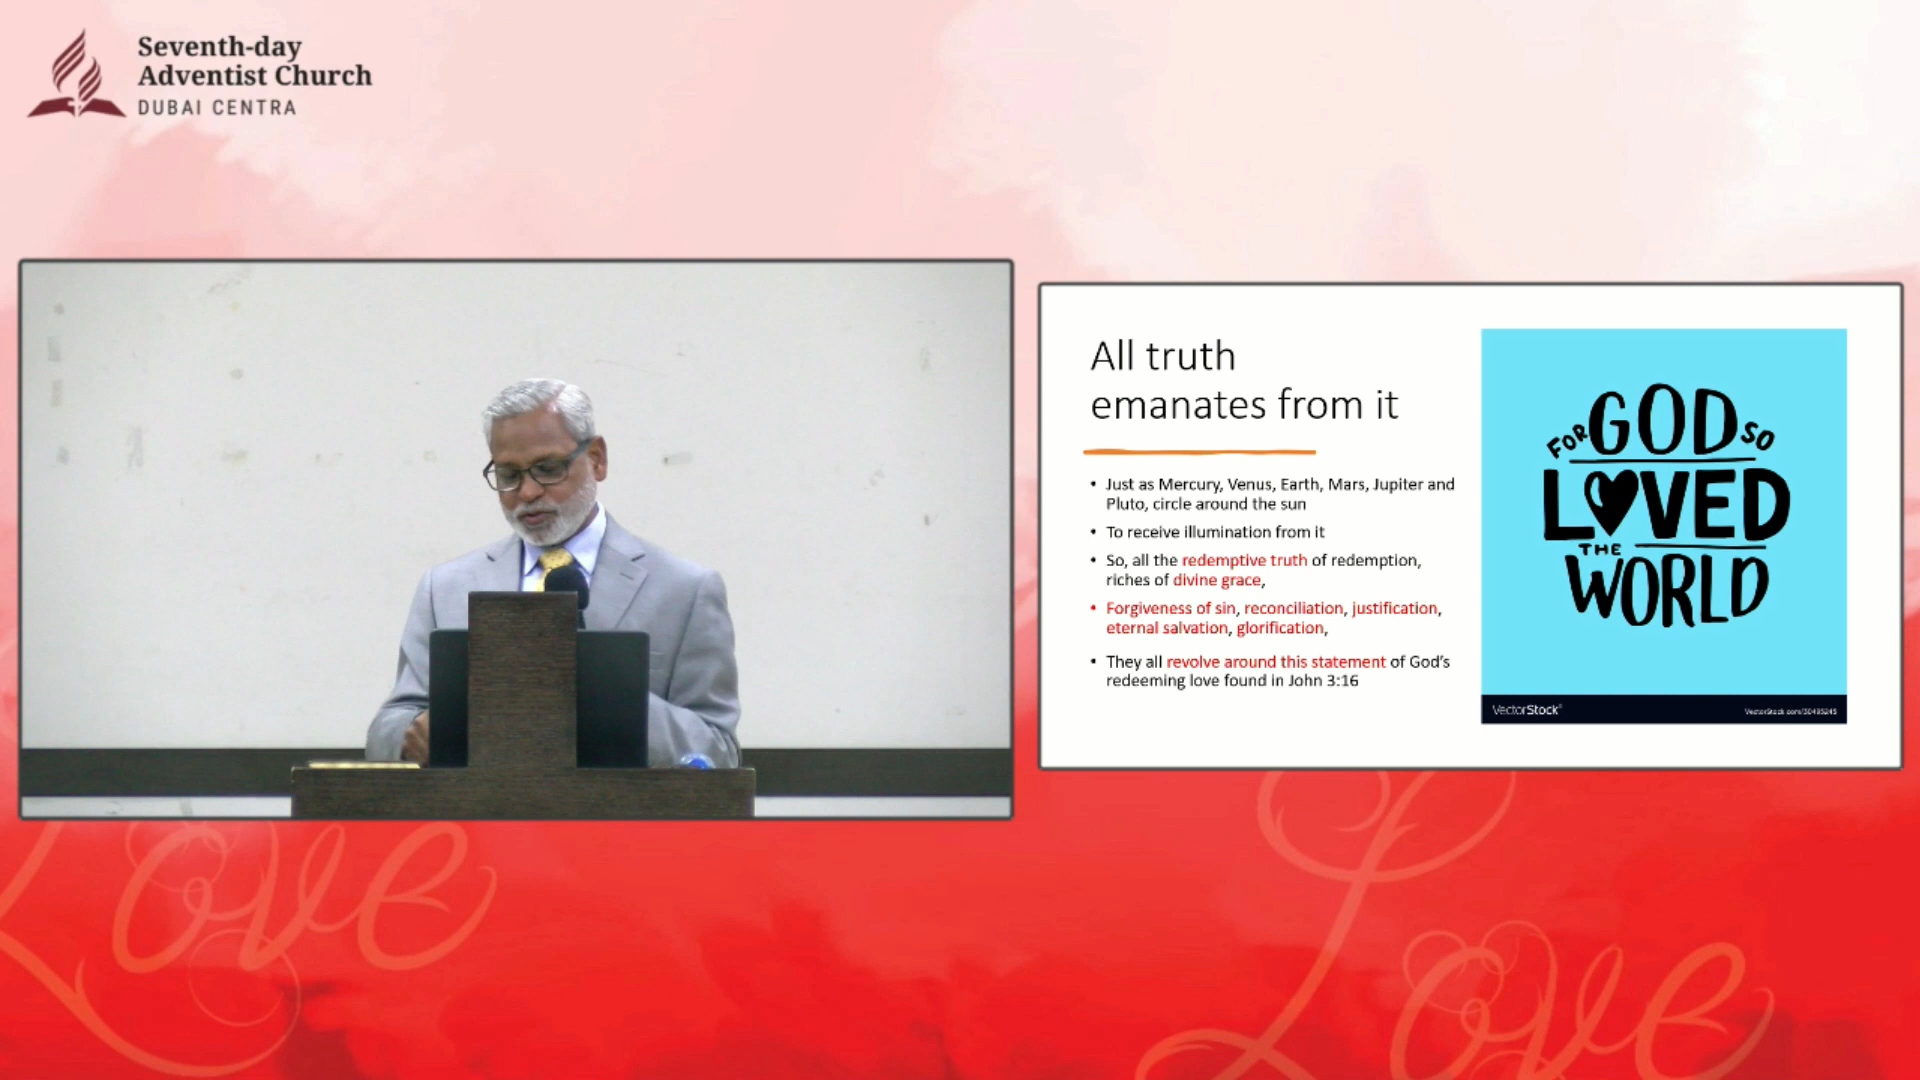 Seventh-day
Adventist Church
DUBAI CENTRA
All truth
emanates from it
• Just as Mercury, Venus, Earth, Mars, Jupiter and
Pluto, circle around the sun
• To receive illumination from it
• So, all the redemptive truth of redemption,
riches of divine grace,
• Forgiveness of sin, reconciliation, justification,
eternal salvation, glorification,
• They all revolve around this statement of God's
redeeming love found in John 3:16
FOR GOD SO
LOVED
THE
WORLD
VectorStock®
VectorStock.com/30495245
Love
Love